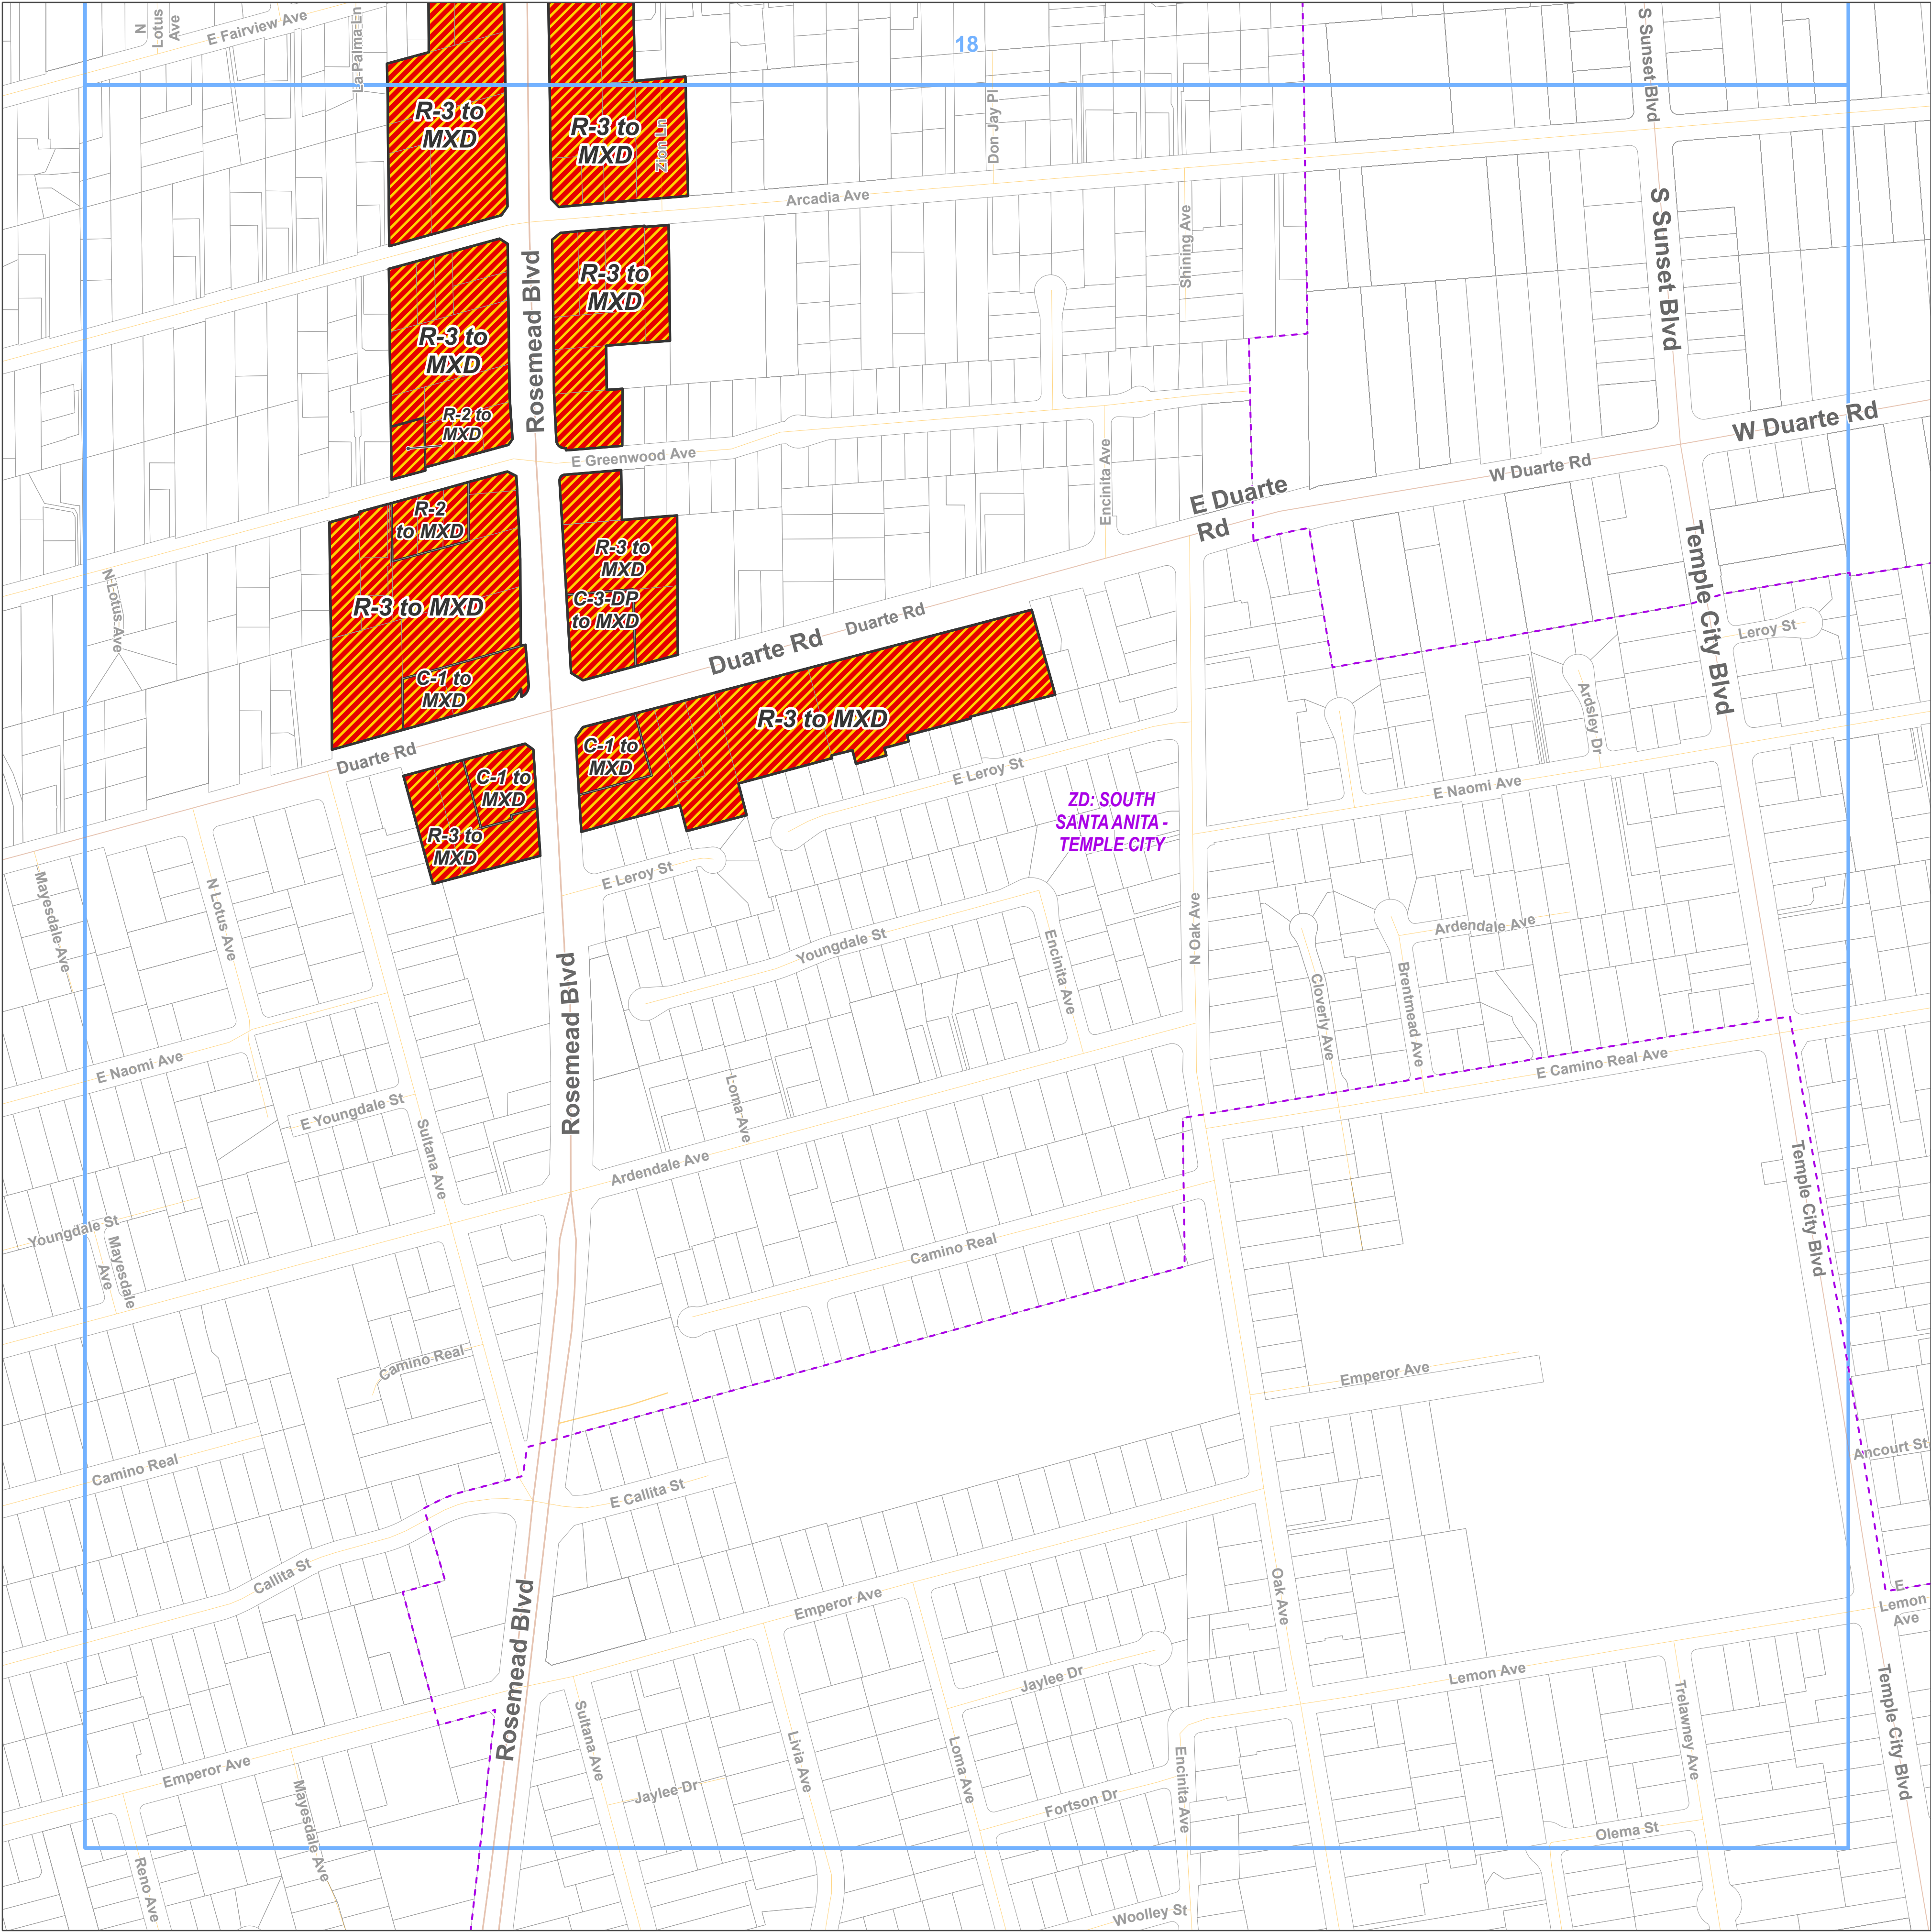 N
Lotus
Ave
E Fairview Ave
La Palma Ln
18
S Sunset Blvd
R-3 to
MXD
R-3 to
MXD
Zion Ln
Don Jay Pl
Arcadia Ave
Shining Ave
S Sunset Blvd
Rosemead Blvd
R-3 to
MXD
R-3 to
MXD
R-2 to
MXD
E Greenwood Ave
Encinita Ave
W Duarte Rd
W Duarte Rd
E Duarte
Rd
R-2
to MXD
R-3 to
MXD
C-3-DP
to MXD
R-3 to MXD
N Lotus Ave
Temple City Blvd
Leroy St
Duarte Rd
Duarte Rd
C-1 to
MXD
R-3 to MXD
C-1 to
MXD
Ardsley Dr
Duarte Rd
C-1 to
MXD
R-3 to
MXD
E Leroy St
E Naomi Ave
ZD: SOUTH
SANTA ANITA -
TEMPLE CITY
E Leroy St
Mayesdale Ave
N Lotus Ave
Youngdale St
Encinita Ave
N Oak Ave
Ardendale Ave
Cloverly Ave
Brentmead Ave
Rosemead Blvd
E Naomi Ave
E Camino Real Ave
E Youngdale St
Loma Ave
Sultana Ave
Ardendale Ave
Temple City Blvd
Youngdale St
Mayesdale
Ave
Camino Real
Camino Real
Emperor Ave
Camino Real
Ancourt St
E Callita St
Callita St
Oak Ave
Emperor Ave
E
Lemon
Ave
Rosemead Blvd
Jaylee Dr
Lemon Ave
Sultana Ave
Livia Ave
Loma Ave
Encinita Ave
Trelawney Ave
Temple City Blvd
Emperor Ave
Mayesdale Ave
Jaylee Dr
Fortson Dr
Olema St
Reno Ave
Woolley St